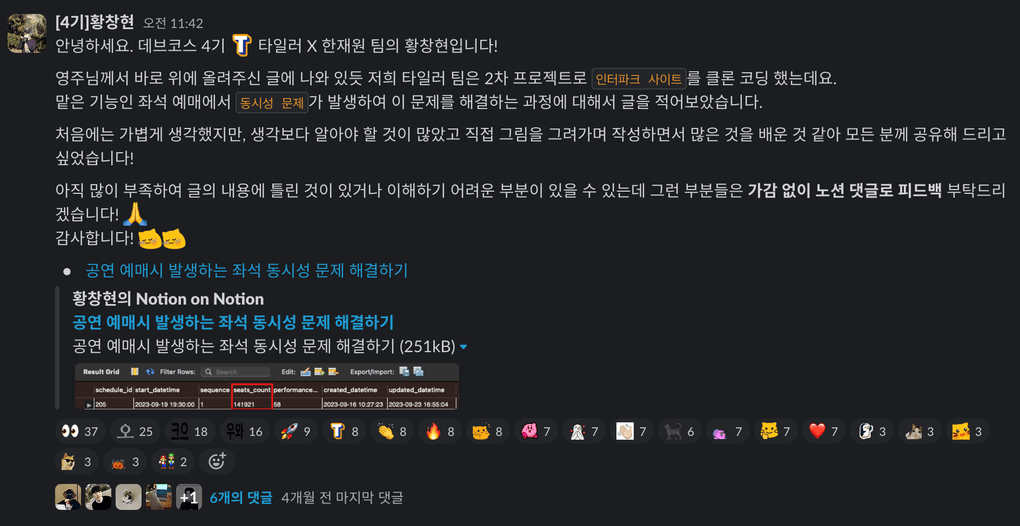 [4기]황창현 오전 11:42
안녕하세요. 데브코스 4기 T 타일러 X 한재원 팀의 황창현입니다!
영주님께서 바로 위에 올려주신 글에 나와 있듯 저희 타일러 팀은 2차 프로젝트로 인터파크 사이트를 클론 코딩 했는데요.
맡은 기능인 좌석 예매에서 동시성 문제가 발생하여 이 문제를 해결하는 과정에 대해서 글을 적어보았습니다.
처음에는 가볍게 생각했지만, 생각보다 알아야 할 것이 많았고 직접 그림을 그려가며 작성하면서 많은 것을 배운 것 같아 모든 분께 공유해 드리고
싶었습니다!
아직 많이 부족하여 글의 내용에 틀린 것이 있거나 이해하기 어려운 부분이 있을 수 있는데 그런 부분들은 가감 없이 노션 댓글로 피드백 부탁드리
겠습니다! 🙏
감사합니다!
• 공연 예매시 발생하는 좌석 동시성 문제 해결하기
황창현의 Notion on Notion
공연 예매시 발생하는 좌석 동시성 문제 해결하기
공연 예매시 발생하는 좌석 동시성 문제 해결하기 (251kB)
Result Grid Filter Rows: Search Edit: Export/Import:
schedule_id start_datetime sequence seats_count performance... created_datetime updated_datetime
205 2023-09-19 19:30:00 1 141921 58 2023-09-16 10:27:23 2023-09-23 16:55:04
👀 37 오 25 크으 18 우와 16 🚀 9 T 8 👏 8 🔥 8 8 7 7 7 6 7 7 ❤️ 7 3 3 3
3 3 2
+1 6개의 댓글 4개월 전 마지막 댓글